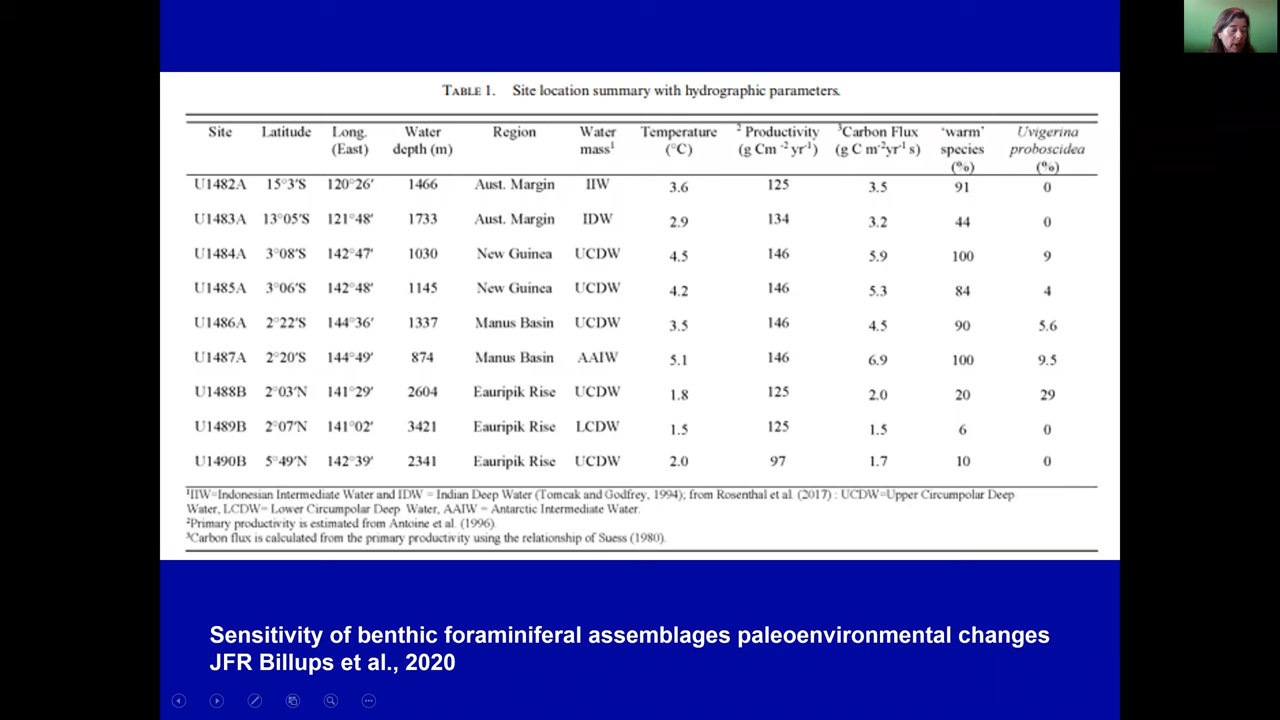 TABLE 1. Site location summary with hydrographic parameters.
Site Latitude Long. (East) Water depth (m) Region Water mass¹ Temperature (°C) ² Productivity (g Cm ⁻² yr⁻¹) ³Carbon Flux (g C m⁻²yr⁻¹ s) ‘warm’ species (%) Uvigerina proboscidea (%)
U1482A 15°3′S 120°26′ 1466 Aust. Margin IIW 3.6 125 3.5 91 0
U1483A 13°05′S 121°48′ 1733 Aust. Margin IDW 2.9 134 3.2 44 0
U1484A 3°08′S 142°47′ 1030 New Guinea UCDW 4.5 146 5.9 100 9
U1485A 3°06′S 142°48′ 1145 New Guinea UCDW 4.2 146 5.3 84 4
U1486A 2°22′S 144°36′ 1337 Manus Basin UCDW 3.5 146 4.5 90 5.6
U1487A 2°20′S 144°49′ 874 Manus Basin AAIW 5.1 146 6.9 100 9.5
U1488B 2°03′N 141°29′ 2604 Eauripik Rise UCDW 1.8 125 2.0 20 29
U1489B 2°07′N 141°02′ 3421 Eauripik Rise LCDW 1.5 125 1.5 6 0
U1490B 5°49′N 142°39′ 2341 Eauripik Rise UCDW 2.0 97 1.7 10 0
¹IIW=Indonesian Intermediate Water and IDW = Indian Deep Water (Tomcak and Godfrey, 1994); from Rosenthal et al. (2017) : UCDW=Upper Circumpolar Deep
Water, LCDW= Lower Circumpolar Deep Water, AAIW = Antarctic Intermediate Water.
²Primary productivity is estimated from Antoine et al. (1996).
³Carbon flux is calculated from the primary productivity using the relationship of Suess (1980).
Sensitivity of benthic foraminiferal assemblages paleoenvironmental changes
JFR Billups et al., 2020